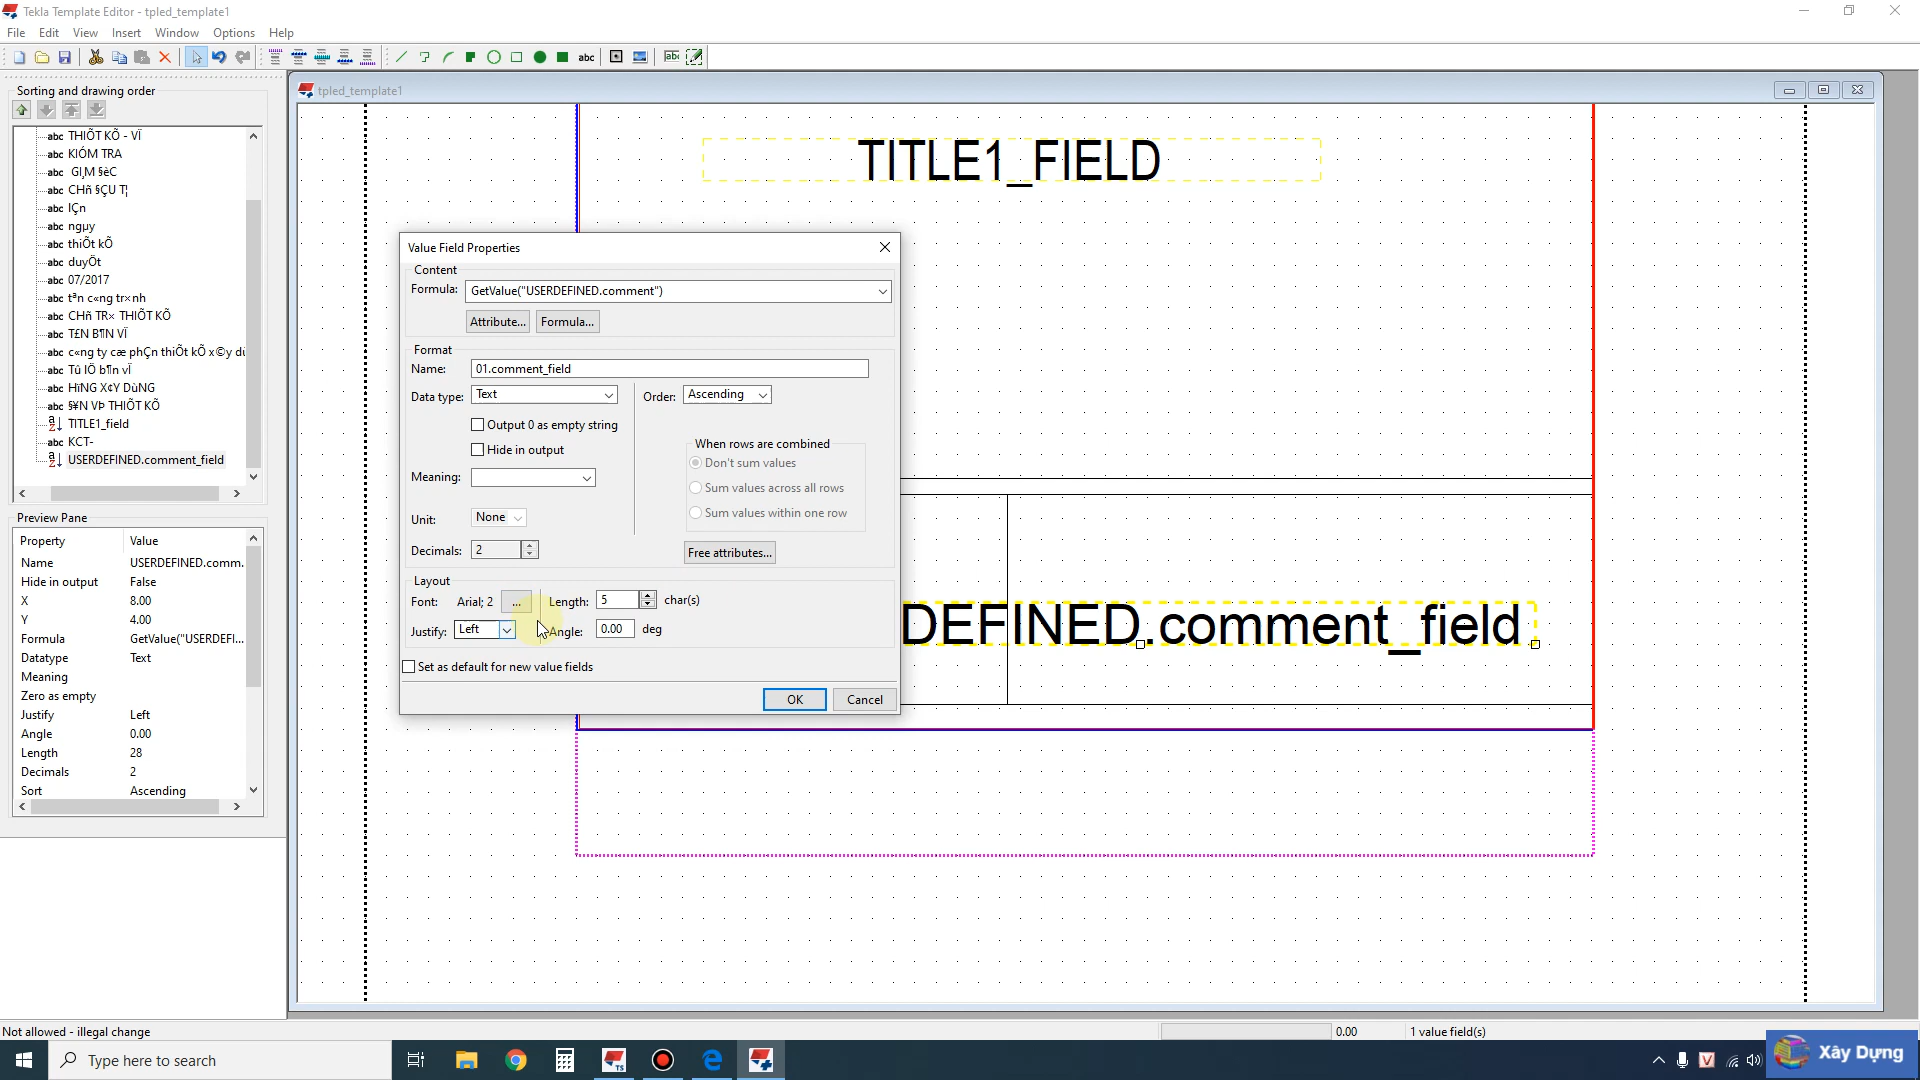 Tekla Template Editor - tpled_template1
File Edit View Insert Window Options Help
abc
abc
Sorting and drawing order
abc THIÕT KÕ - VÏ
abc KIÓM TRA
abc GI¸M §èC
abc CHñ §ÇU T¦
abc lÇn
abc ngµy
abc thiÕt kÕ
abc duyÖt
abc 07/2017
abc tªn c«ng tr×nh
abc CHñ TR× THIÕT KÕ
abc T£N B¶N VÏ
abc c«ng ty cæ phÇn thiÕt kÕ x©y dù
abc Tû lÖ b¶n vÏ
abc H¹NG X¢Y DùNG
abc §¥N VÞ THIÕT KÕ
TITLE1_field
abc KCT-
USERDEFINED.comment_field
Preview Pane
Property Value
Name USERDEFINED.comm.
Hide in output False
X 8.00
Y 4.00
Formula GetValue("USERDEFI...
Datatype Text
Meaning
Zero as empty
Justify Left
Angle 0.00
Length 28
Decimals 2
Sort Ascending
tpled_template1
TITLE1_FIELD
DEFINED.comment_field
Value Field Properties
Content
Formula: GetValue("USERDEFINED.comment")
Attribute... Formula...
Format
Name: 01.comment_field
Data type: Text Order: Ascending
Output 0 as empty string
Hide in output
When rows are combined
Don't sum values
Meaning:
Sum values across all rows
Sum values within one row
Unit: None
Decimals: 2
Free attributes...
Layout
Font: Arial; 2 ... Length: 5 char(s)
Justify: Left Angle: 0.00 deg
Set as default for new value fields
OK Cancel
Not allowed - illegal change
0.00 1 value field(s)
Type here to search
TS
V
Xây Dựng